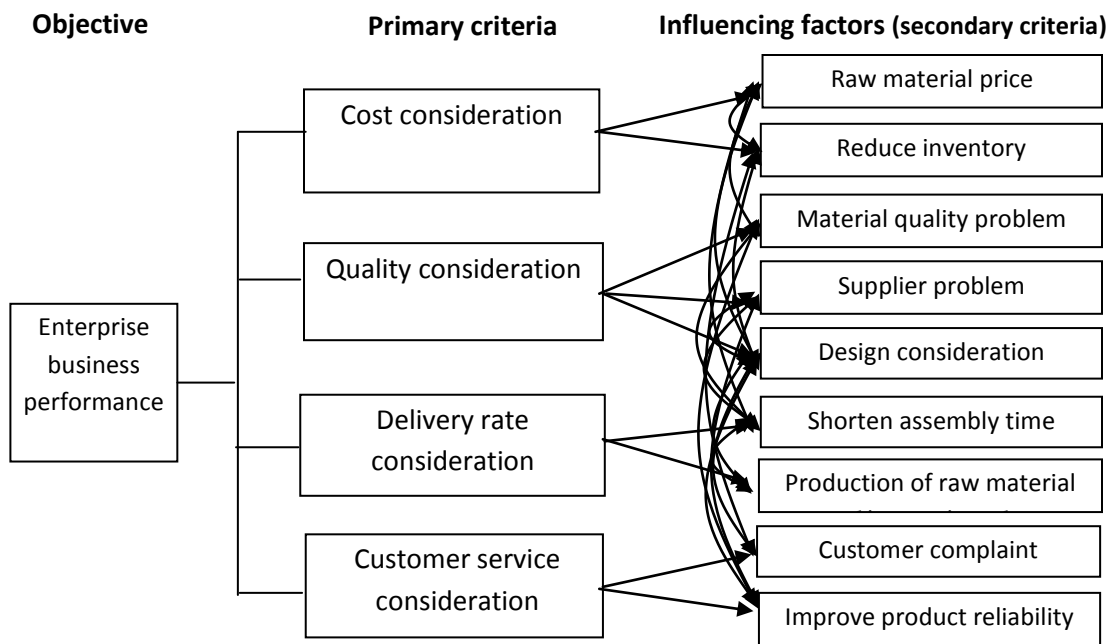 Objective
Primary criteria
Influencing factors (secondary criteria)
Enterprise
business
performance
Cost consideration
Quality consideration
Delivery rate
consideration
Customer service
consideration
Raw material price
Reduce inventory
Material quality problem
Supplier problem
Design consideration
Shorten assembly time
Production of raw material
Customer complaint
Improve product reliability